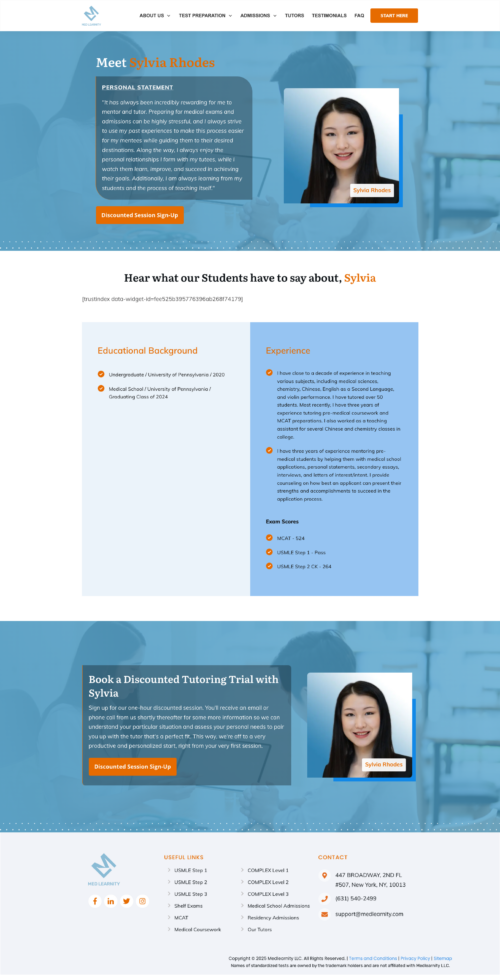 MEDLEARNITY
ABOUT US
TEST PREPARATION
ADMISSIONS
TUTORS
TESTIMONIALS
FAQ
START HERE
Meet Sylvia Rhodes
PERSONAL STATEMENT
"It has always been incredibly rewarding for me to
mentor and tutor. Preparing for medical exams and
admissions can be highly stressful, and I always strive
to use my past experiences to make this process easier
for my mentees while guiding them to their desired
destinations. Along the way, I always enjoy the
personal relationships I form with my tutees, while I
watch them learn, improve, and succeed in achieving
their goals. Additionally, I am always learning from my
students and the process of teaching itself."
Sylvia Rhodes
Discounted Session Sign-Up
Hear what our Students have to say about, Sylvia
[trustindex data-widget-id=fee525b395776396ab268f74179]
Educational Background
Undergraduate / University of Pennsylvania / 2020
Medical School / University of Pennsylvania /
Graduating Class of 2024
Experience
I have close to a decade of experience in teaching
various subjects, including medical sciences,
chemistry, Chinese, English as a Second Language,
and violin performance. I have tutored over 50
students. Most recently, I have three years of
experience tutoring pre-medical coursework and
MCAT preparations. I also worked as a teaching
assistant for several Chinese and chemistry classes in
college.
I have three years of experience mentoring pre-
medical students by helping them with medical school
applications, personal statements, secondary essays,
interviews, and letters of interest/intent. I provide
counseling on how best an applicant can present their
strengths and accomplishments to succeed in the
application process.
Exam Scores
MCAT - 524
USMLE Step 1 - Pass
USMLE Step 2 CK - 264
Book a Discounted Tutoring Trial with
Sylvia
Sign up for our one-hour discounted session. You'll receive an email or
phone call from us shortly thereafter for some more information so we can
understand your particular situation and assess your personal needs to pair
you up with the tutor that's a perfect fit. This way, we're off to a very
productive and personalized start, right from your very first session.
Discounted Session Sign-Up
Sylvia Rhodes
MEDLEARNITY
USEFUL LINKS
USMLE Step 1
USMLE Step 2
USMLE Step 3
Shelf Exams
MCAT
Medical Coursework
COMPLEX Level 1
COMPLEX Level 2
COMPLEX Level 3
Medical School Admissions
Residency Admissions
Our Tutors
CONTACT
447 BROADWAY, 2ND FL
#507, New York, NY, 10013
(631) 540-2499
support@medlearnity.com
Copyright © 2025 Medlearnity LLC. All Rights Reserved. | Terms and Conditions | Privacy Policy | Sitemap
Names of standardized tests are owned by the trademark holders and are not affiliated with Medlearnity LLC.